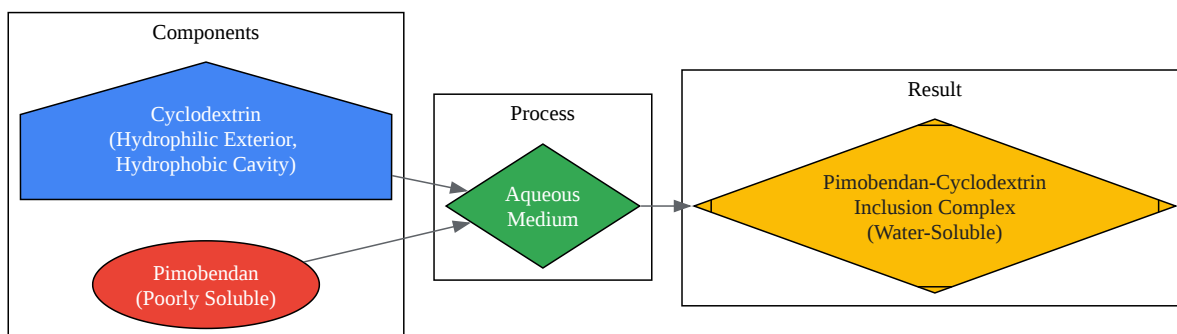 Components
Cyclodextrin
(Hydrophilic Exterior,
Hydrophobic Cavity)
Pimobendan
(Poorly Soluble)
Process
Aqueous
Medium
Result
Pimobendan-Cyclodextrin
Inclusion Complex
(Water-Soluble)